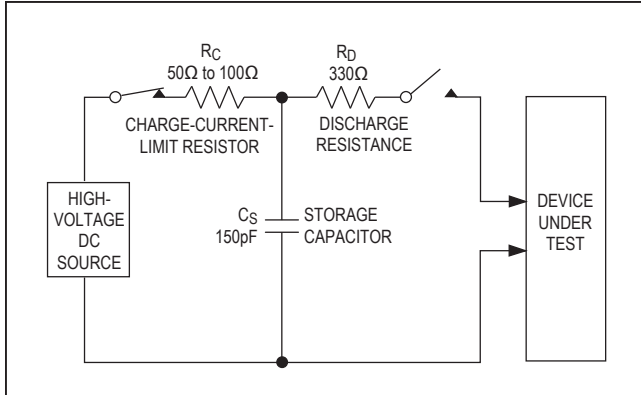 RC
50Ω to 100Ω
CHARGE-CURRENT-
LIMIT RESISTOR
RD
330Ω
DISCHARGE
RESISTANCE
HIGH-
VOLTAGE
DC
SOURCE
CS
150pF
STORAGE
CAPACITOR
DEVICE
UNDER
TEST